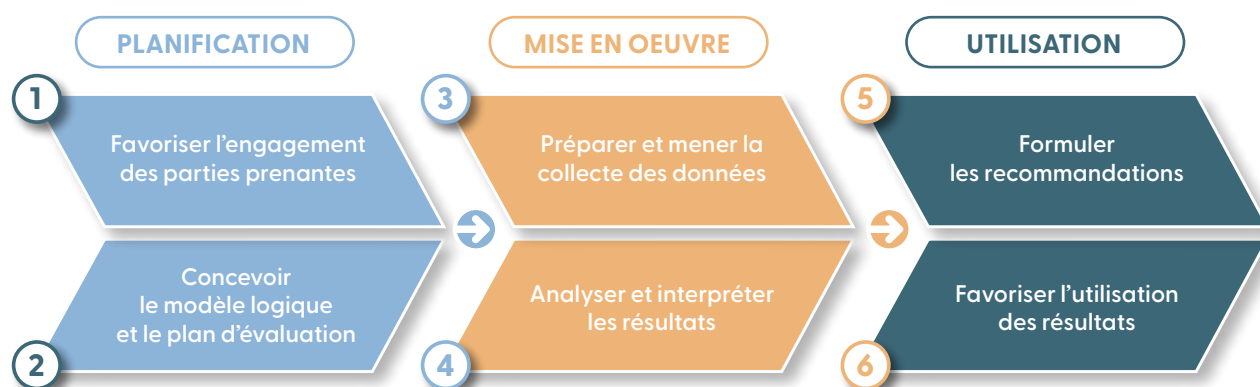 PLANIFICATION
1
Favoriser l’engagement
des parties prenantes
2
Concevoir
le modèle logique
et le plan d’évaluation
MISE EN OEUVRE
3
Préparer et mener la
collecte des données
4
Analyser et interpréter
les résultats
UTILISATION
5
Formuler
les recommandations
6
Favoriser l’utilisation
des résultats